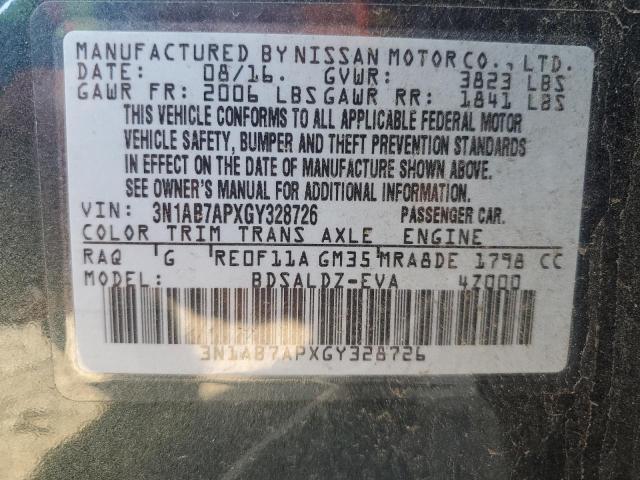 MANUFACTURED BY NISSAN MOTOR CO., LTD.
DATE: 08/16. GVWR: 3823 LBS
GAWR FR: 2006 LBS GAWR RR: 1841 LBS
THIS VEHICLE CONFORMS TO ALL APPLICABLE FEDERAL MOTOR
VEHICLE SAFETY, BUMPER AND THEFT PREVENTION STANDARDS
IN EFFECT ON THE DATE OF MANUFACTURE SHOWN ABOVE.
SEE OWNER'S MANUAL FOR ADDITIONAL INFORMATION.
VIN: 3N1AB7APXGY328726 PASSENGER CAR.
COLOR TRIM TRANS AXLE ENGINE
RAQ G RE0F11A GM35 MRA8DE 1798 CC
MODEL: BDSALDZ-EVA 4Z000
3N1AB7APXGY328726